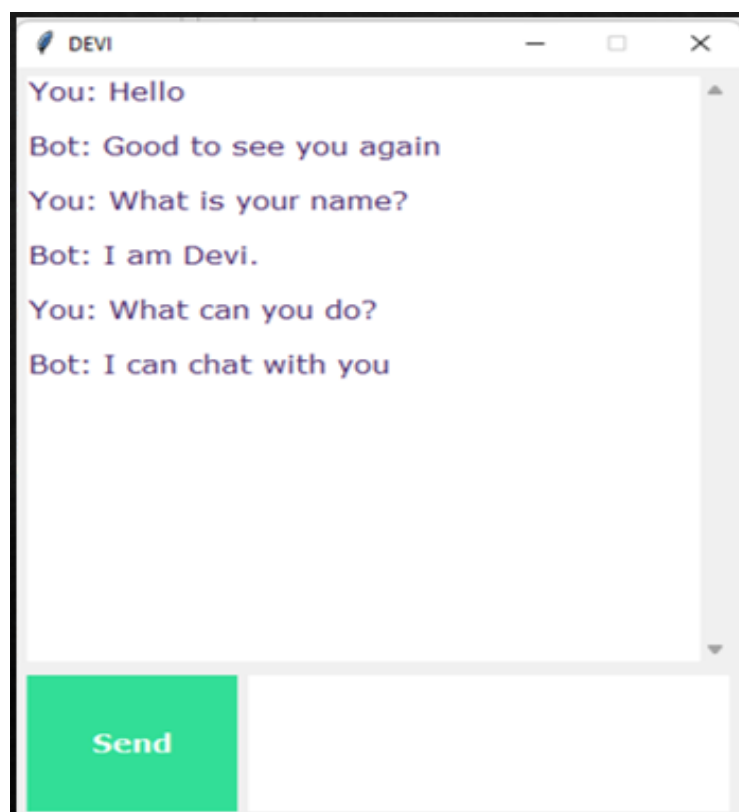 DEVI
You: Hello
Bot: Good to see you again
You: What is your name?
Bot: I am Devi.
You: What can you do?
Bot: I can chat with you
Send